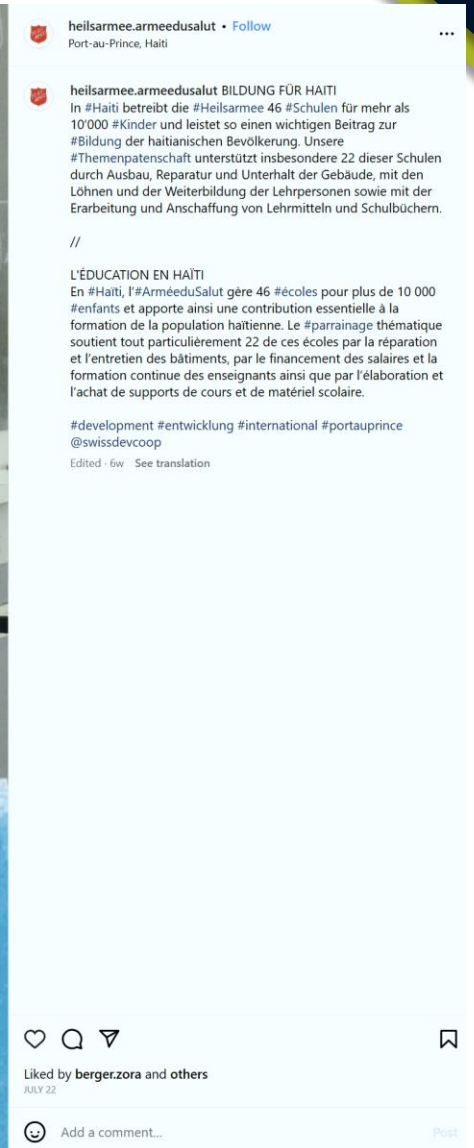 heilsarmee.armeedusalut • Follow
Port-au-Prince, Haiti
heilsarmee.armeedusalut BILDUNG FÜR HAITI
In #Haiti betreibt die #Heilsarmee 46 #Schulen für mehr als
10'000 #Kinder und leistet so einen wichtigen Beitrag zur
#Bildung der haitianischen Bevölkerung. Unsere
#Themenpatenschaft unterstützt insbesondere 22 dieser Schulen
durch Ausbau, Reparatur und Unterhalt der Gebäude, mit den
Löhnen und der Weiterbildung der Lehrpersonen sowie mit der
Erarbeitung und Anschaffung von Lehrmitteln und Schulbüchern.
//
L'ÉDUCATION EN HAÏTI
En #Haïti, l'#ArméeduSalut gère 46 #écoles pour plus de 10 000
#enfants et apporte ainsi une contribution essentielle à la
formation de la population haïtienne. Le #parrainage thématique
soutient tout particulièrement 22 de ces écoles par la réparation
et l'entretien des bâtiments, par le financement des salaires et la
formation continue des enseignants ainsi que par l'élaboration et
l'achat de supports de cours et de matériel scolaire.
#development #entwicklung #international #portauprince
@swissdevcoop
Edited · 6w See translation
Liked by berger.zora and others
JULY 22
Add a comment... Post